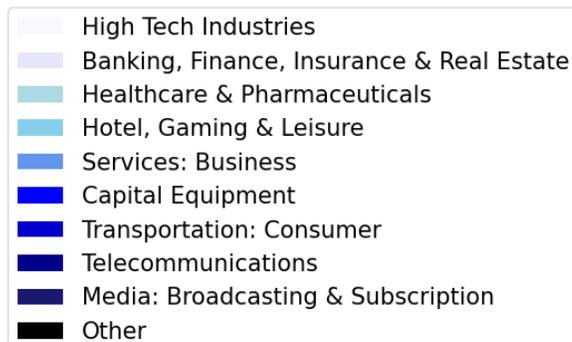 High Tech Industries
Banking, Finance, Insurance & Real Estate
Healthcare & Pharmaceuticals
Hotel, Gaming & Leisure
Services: Business
Capital Equipment
Transportation: Consumer
Telecommunications
Media: Broadcasting & Subscription
Other